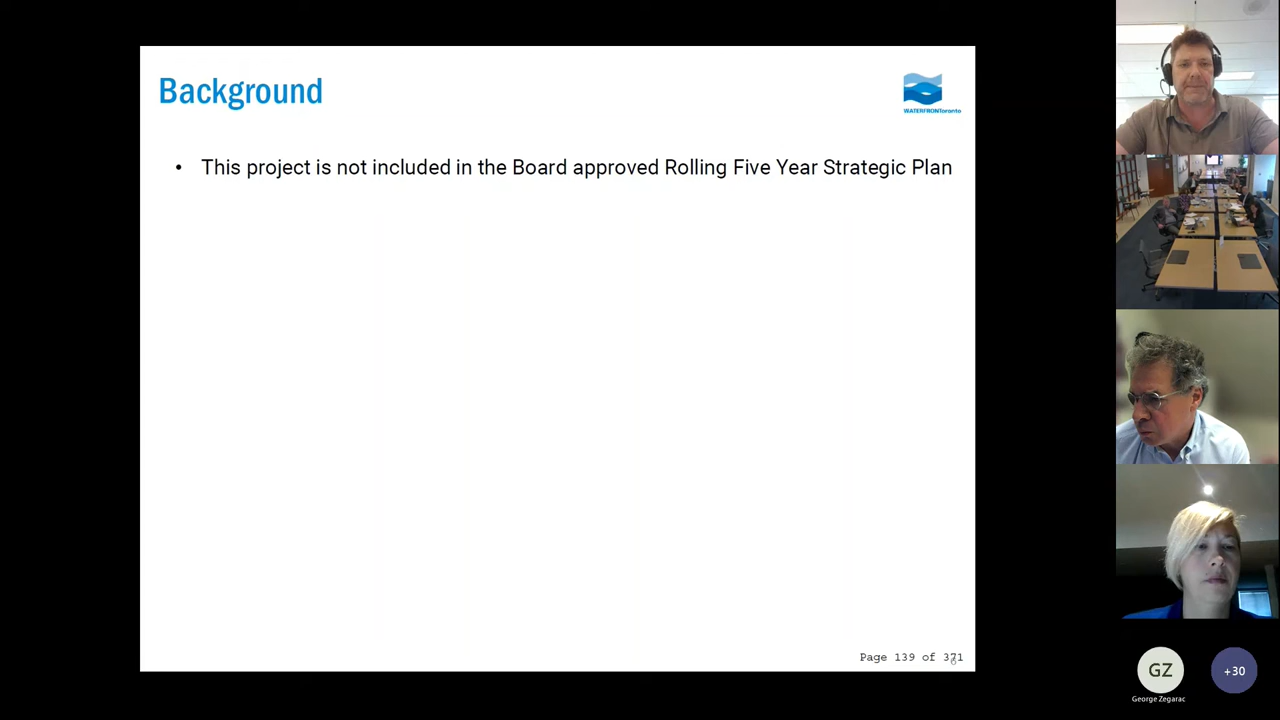 Background
WATERFRONToronto
• This project is not included in the Board approved Rolling Five Year Strategic Plan
Page 139 of 371
GZ
+30
George Zegarac